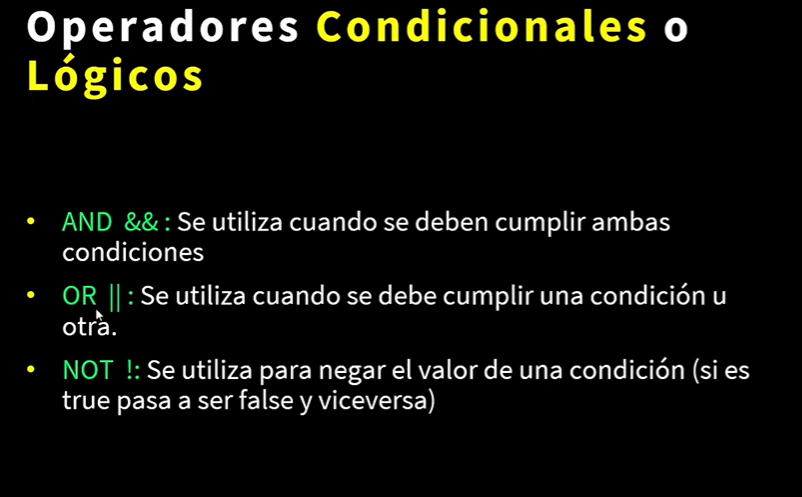 Operadores Condicionales o
Lógicos
• AND && : Se utiliza cuando se deben cumplir ambas
condiciones
• OR || : Se utiliza cuando se debe cumplir una condición u
otra.
• NOT !: Se utiliza para negar el valor de una condición (si es
true pasa a ser false y viceversa)